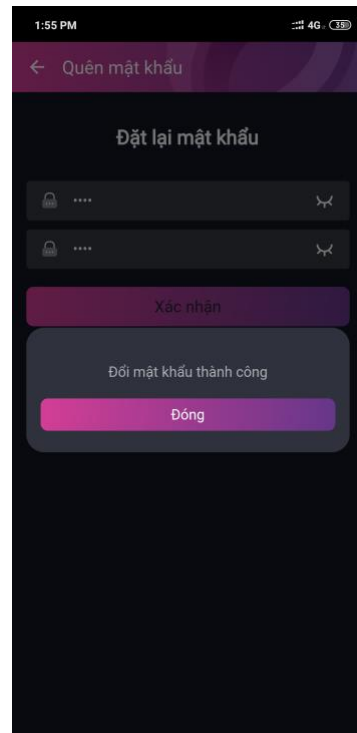 1:55 PM 4G 35
Quên mật khẩu
Đặt lại mật khẩu
••••
••••
Xác nhận
Đổi mật khẩu thành công
Đóng